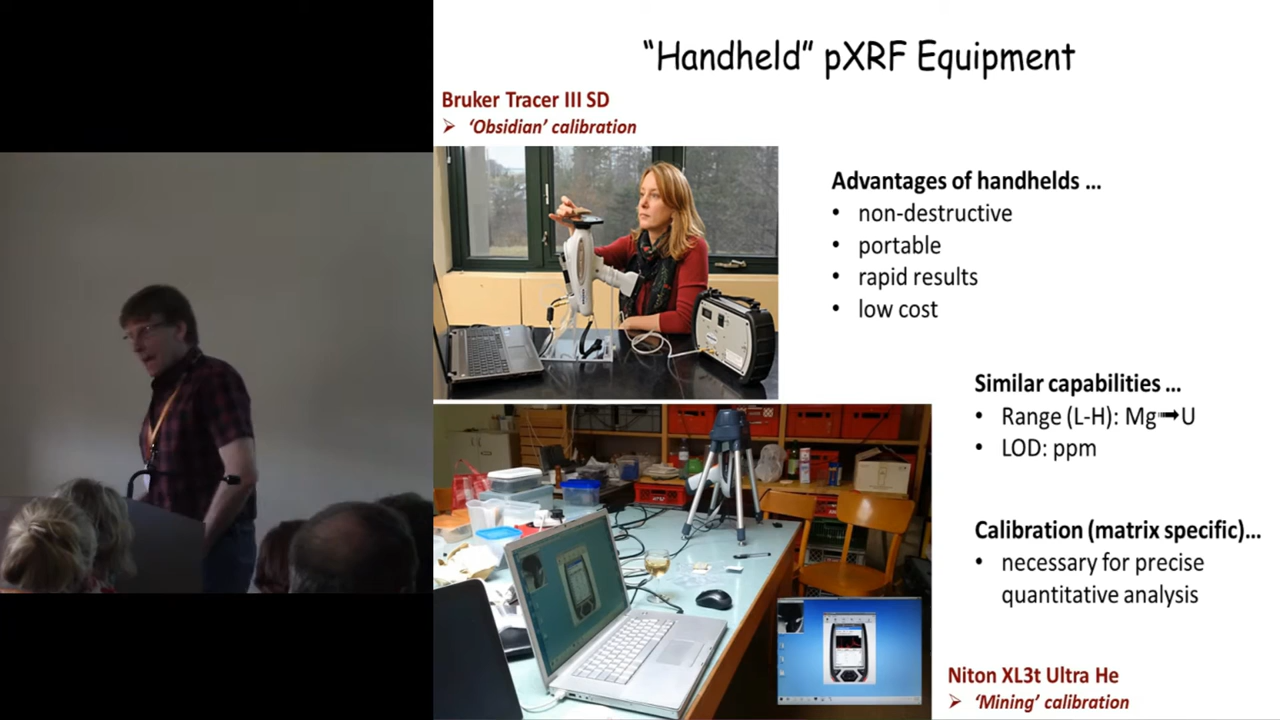 “Handheld” pXRF Equipment
Bruker Tracer III SD
➢ ‘Obsidian’ calibration
Advantages of handhelds ...
• non-destructive
• portable
• rapid results
• low cost
Similar capabilities ...
• Range (L-H): Mg➟U
• LOD: ppm
Calibration (matrix specific)...
• necessary for precise
quantitative analysis
Niton XL3t Ultra He
➢ ‘Mining’ calibration